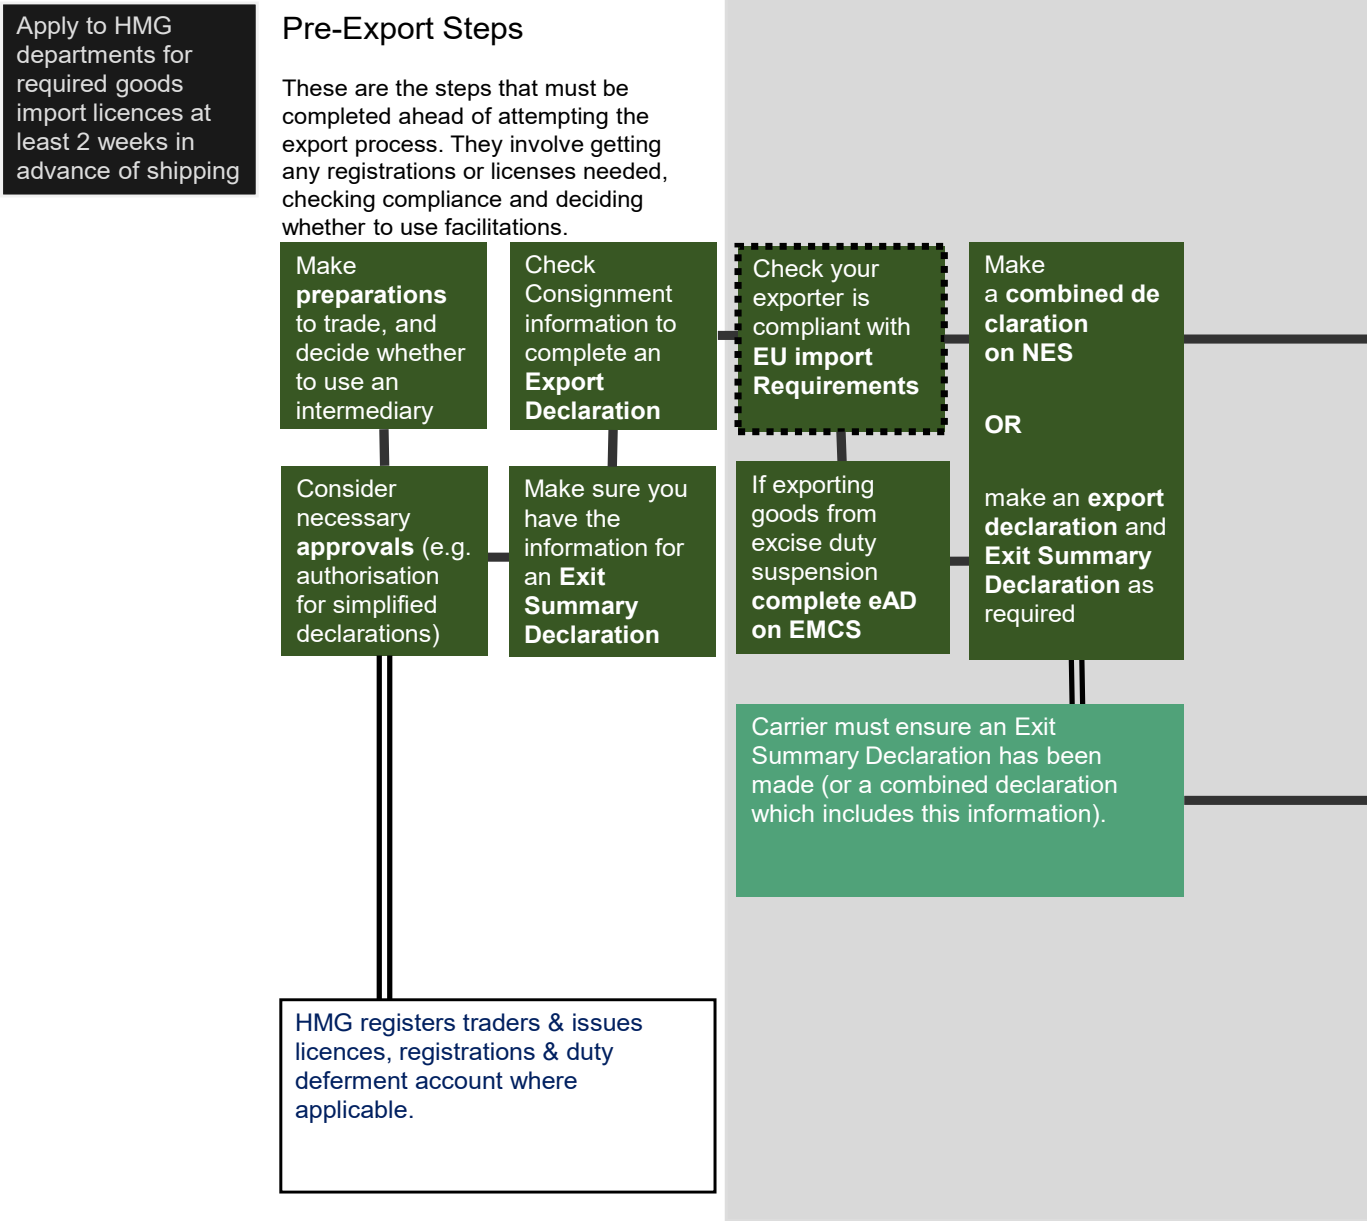 Apply to HMG
departments for
required goods
import licences at
least 2 weeks in
advance of shipping
Pre-Export Steps
These are the steps that must be
completed ahead of attempting the
export process. They involve getting
any registrations or licenses needed,
checking compliance and deciding
whether to use facilitations.
Make
preparations
to trade, and
decide whether
to use an
intermediary
Consider
necessary
approvals (e.g.
authorisation
for simplified
declarations)
Make sure you
have the
information for
an Exit
Summary
Declaration
Check
Consignment
information to
complete an
Export
Declaration
Check your
exporter is
compliant with
EU import
Requirements
If exporting
goods from
excise duty
suspension
complete eAD
on EMCS
Make
a combined de
claration
on NES
OR
make an export
declaration and
Exit Summary
Declaration as
required
Carrier must ensure an Exit
Summary Declaration has been
made (or a combined declaration
which includes this information).
HMG registers traders & issues
licences, registrations & duty
deferment account where
applicable.